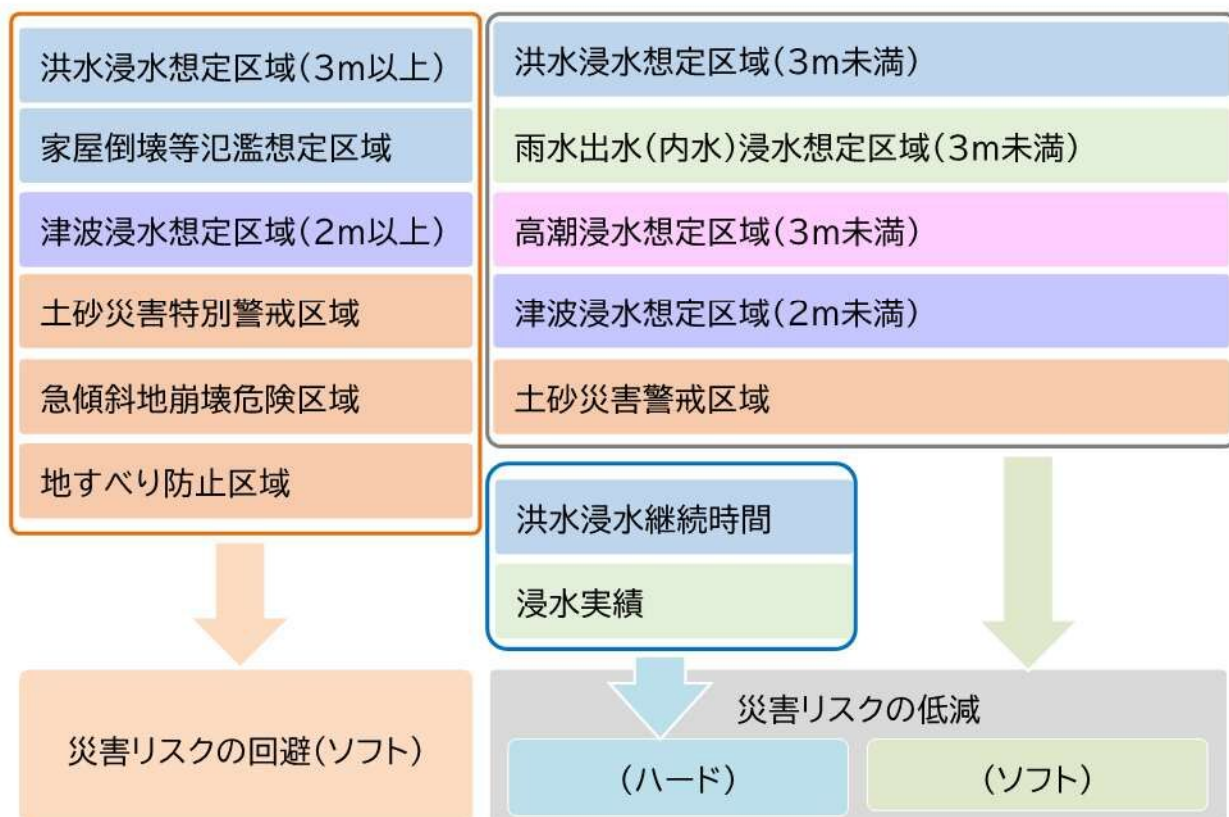 洪水浸水想定区域(3m以上)
家屋倒壊等氾濫想定区域
津波浸水想定区域(2m以上)
土砂災害特別警戒区域
急傾斜地崩壊危険区域
地すべり防止区域
洪水浸水想定区域(3m未満)
雨水出水(内水)浸水想定区域(3m未満)
高潮浸水想定区域(3m未満)
津波浸水想定区域(2m未満)
土砂災害警戒区域
洪水浸水継続時間
浸水実績
災害リスクの回避(ソフト)
災害リスクの低減
(ハード)
(ソフト)